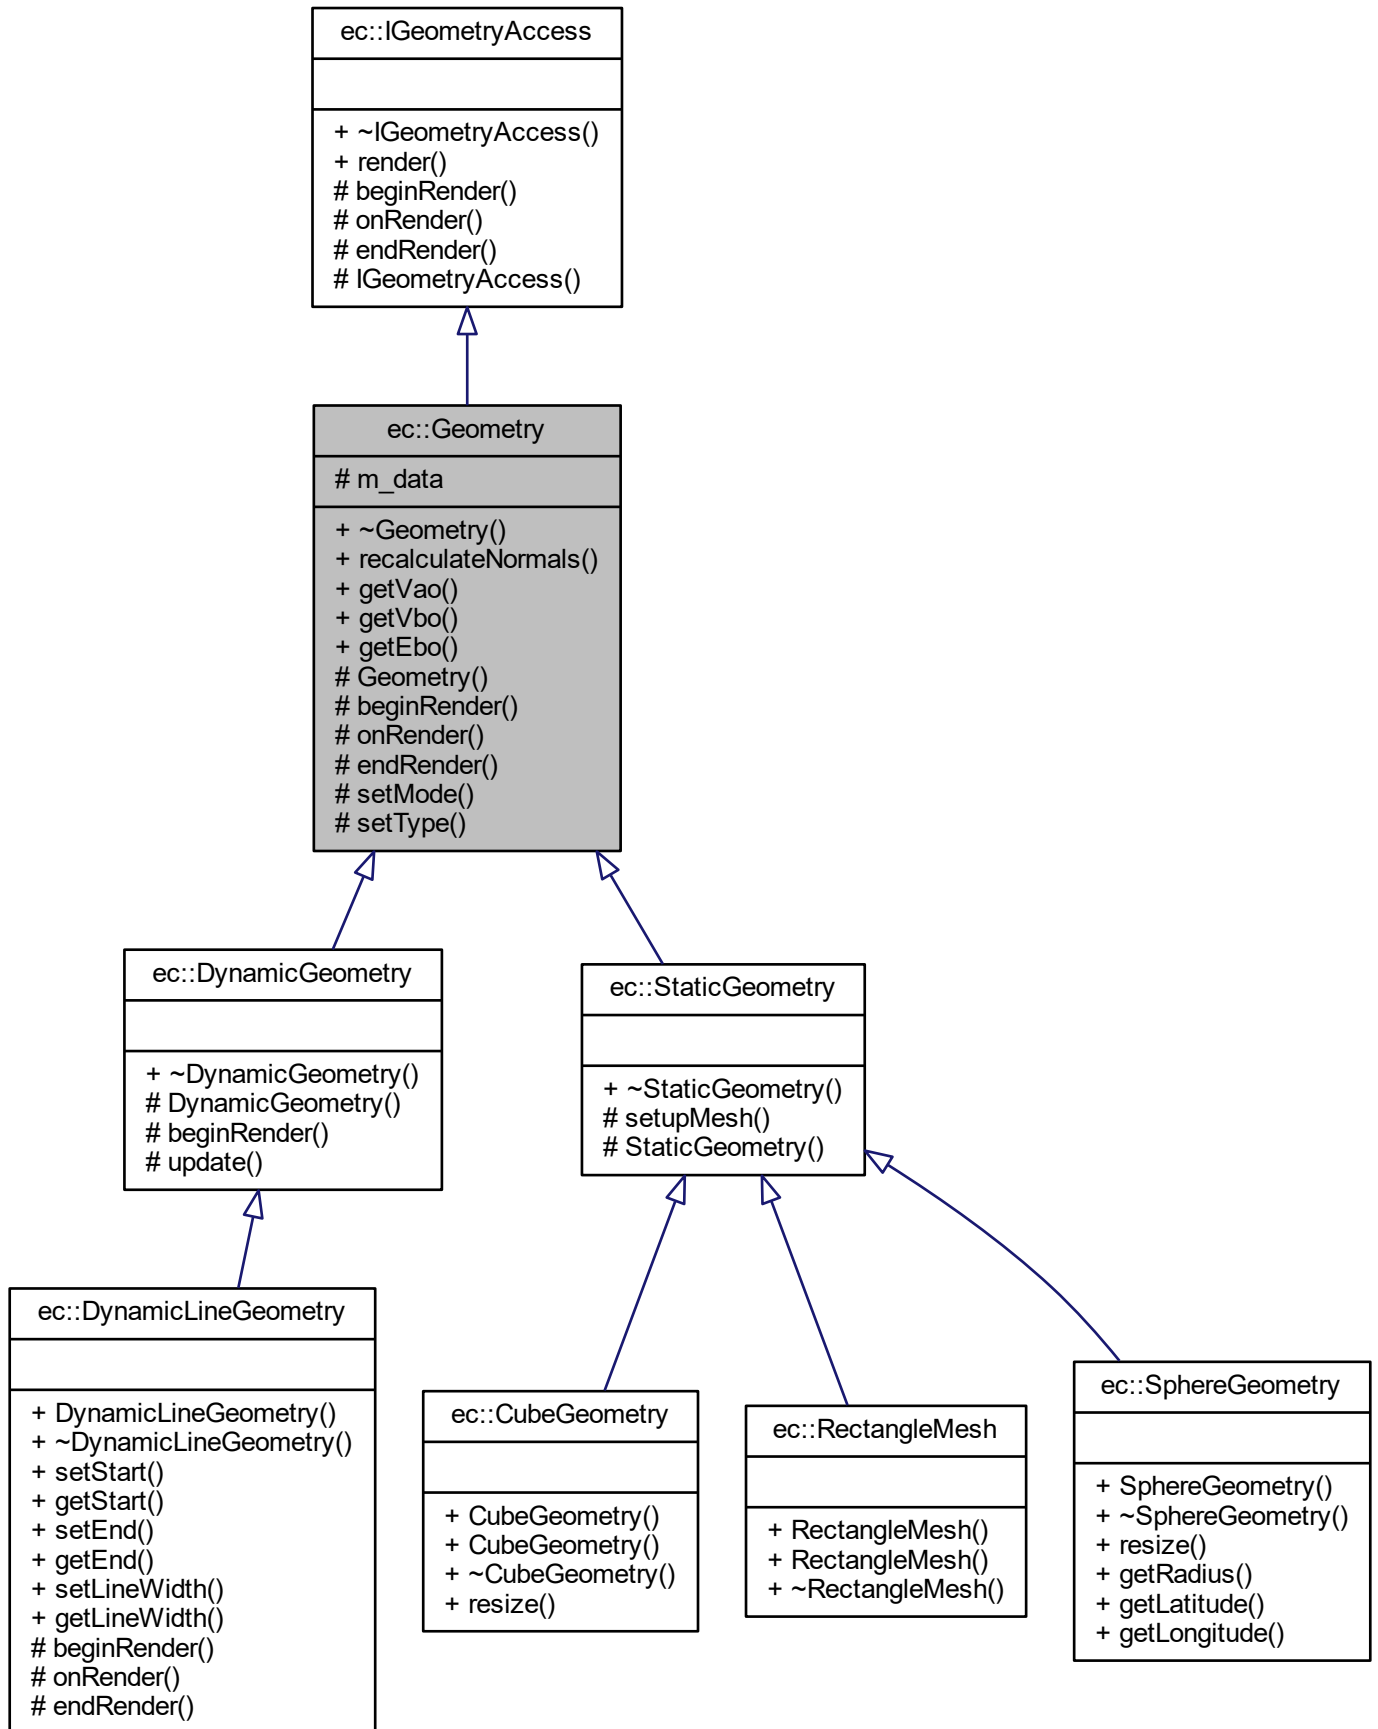 ec::IGeometryAccess
+ ~IGeometryAccess()
+ render()
# beginRender()
# onRender()
# endRender()
# IGeometryAccess()
ec::Geometry
# m_data
+ ~Geometry()
+ recalculateNormals()
+ getVao()
+ getVbo()
+ getEbo()
# Geometry()
# beginRender()
# onRender()
# endRender()
# setMode()
# setType()
ec::DynamicGeometry
+ ~DynamicGeometry()
# DynamicGeometry()
# beginRender()
# update()
ec::StaticGeometry
+ ~StaticGeometry()
# setupMesh()
# StaticGeometry()
ec::DynamicLineGeometry
+ DynamicLineGeometry()
+ ~DynamicLineGeometry()
+ setStart()
+ getStart()
+ setEnd()
+ getEnd()
+ setLineWidth()
+ getLineWidth()
# beginRender()
# onRender()
# endRender()
ec::CubeGeometry
+ CubeGeometry()
+ CubeGeometry()
+ ~CubeGeometry()
+ resize()
ec::RectangleMesh
+ RectangleMesh()
+ RectangleMesh()
+ ~RectangleMesh()
ec::SphereGeometry
+ SphereGeometry()
+ ~SphereGeometry()
+ resize()
+ getRadius()
+ getLatitude()
+ getLongitude()